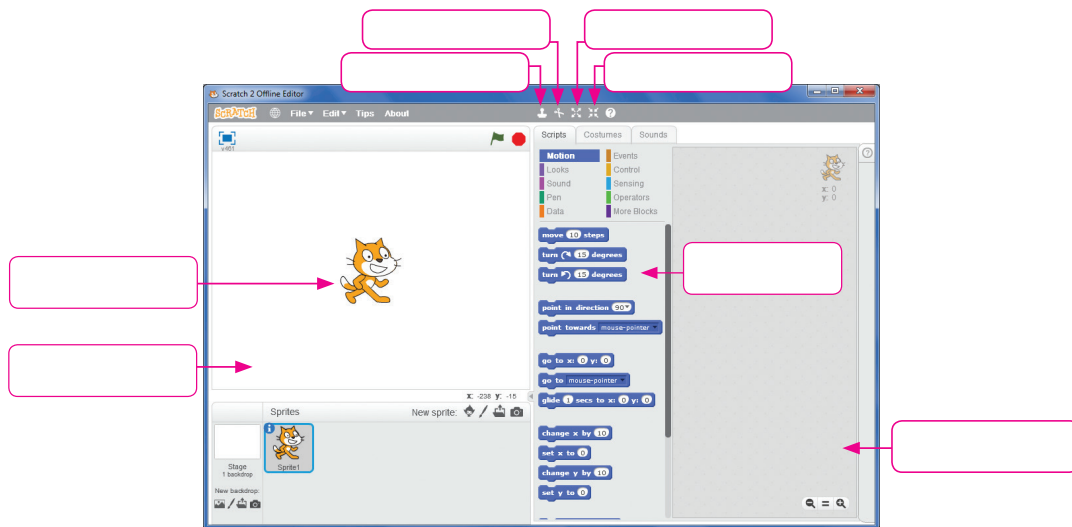 Scratch 2 Offline Editor
SCRATCH File Edit Tips About
v461
Scripts Costumes Sounds
Motion Events
Looks Control
Sound Sensing
Pen Operators
Data More Blocks
x: 0
y: 0
move 10 steps
turn 15 degrees
turn 15 degrees
point in direction 90
point towards mouse-pointer
go to x: 0 y: 0
go to mouse-pointer
glide 1 secs to x: 0 y: 0
change x by 10
set x to 0
change y by 10
set y to 0
X: -238 Y: -15
Sprites New sprite:
Stage
1 backdrop
New backdrop:
Sprite1